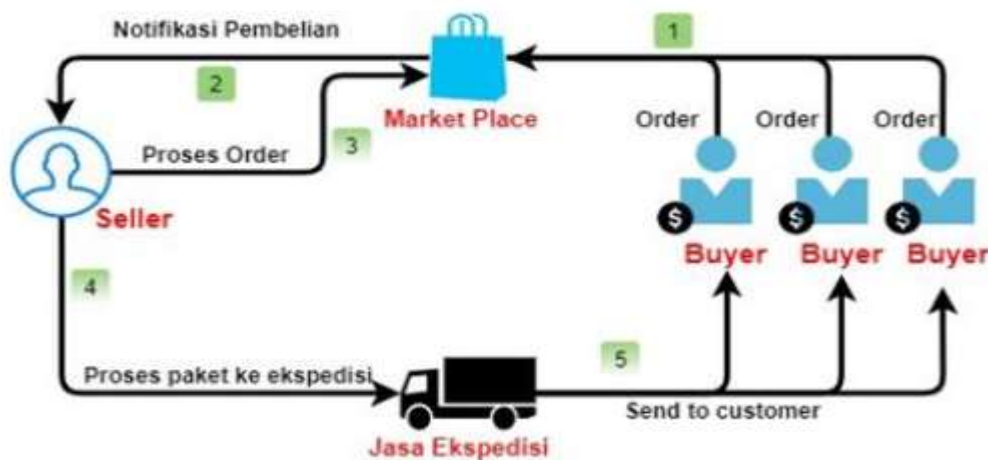 Notifikasi Pembelian
1
2
Market Place
Order
Order
Order
Proses Order
3
Seller
$
$
$
Buyer
Buyer
Buyer
4
5
Proses paket ke ekspedisi
Send to customer
Jasa Ekspedisi